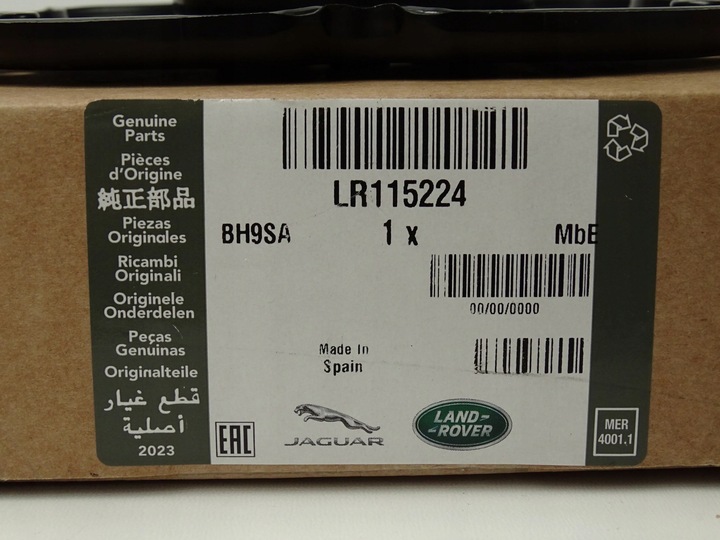 Genuine
Parts
Pièces
d'Origine
純正部品
Piezas
Originales
Ricambi
Originali
Originele
Onderdelen
Peças
Genuinas
Originalteile
قطع غيار
أصلية
2023
LR115224
BH9SA 1 x MbE
00/00/0000
Made In
Spain
EAC
JAGUAR
LAND-
-ROVER
MER
4001.1